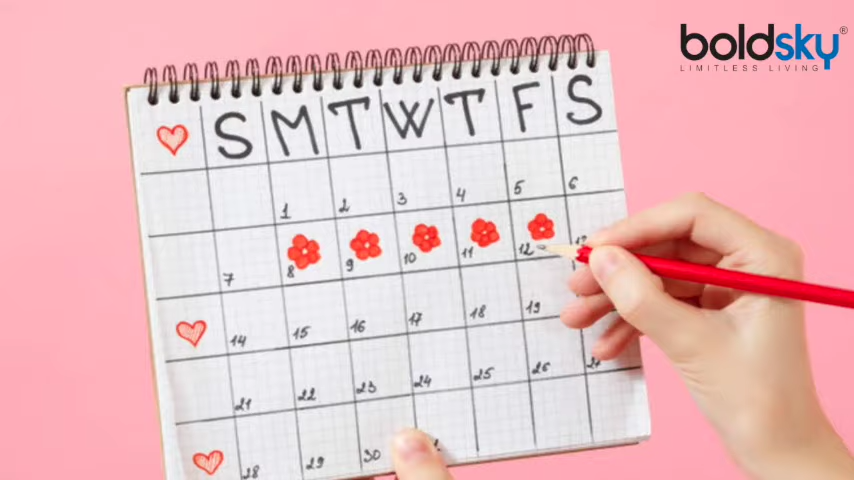 boldsky®
LIMITLESS LIVING
S M T W T F S
1 2 3 4 5 6
7 8 9 10 11 12
14 15 16 17 18 19
21 22 23 24 25 26
28 29 30